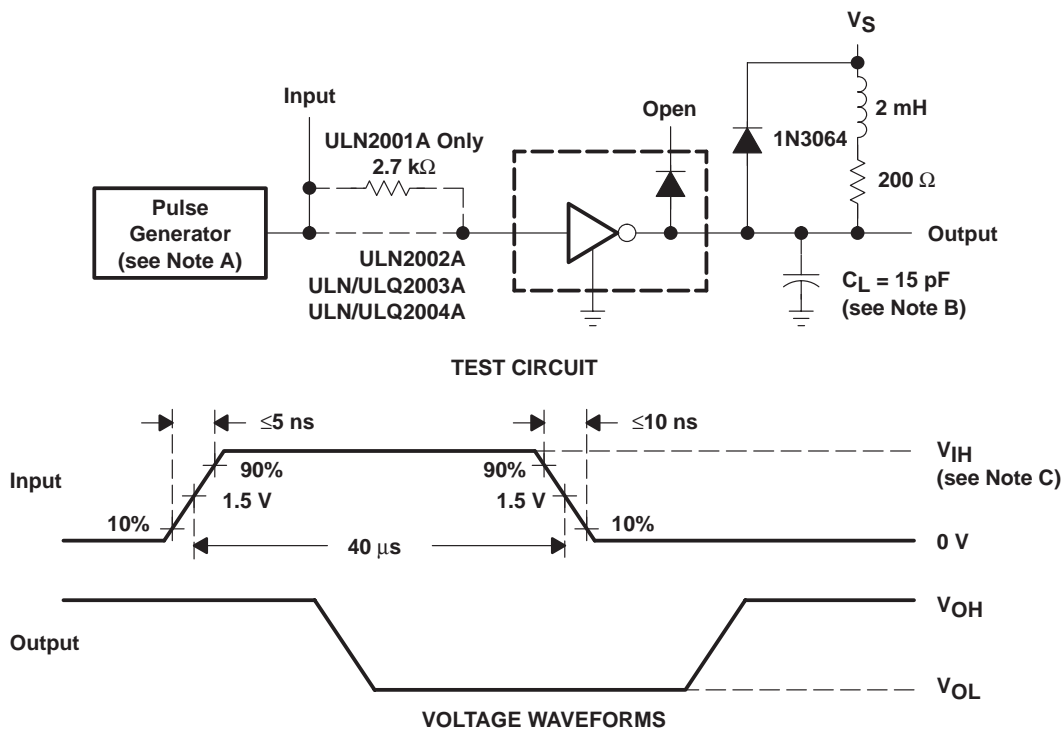 VS
Input
Open
2 mH
ULN2001A Only
2.7 kΩ
1N3064
200 Ω
Pulse
Generator
(see Note A)
Output
ULN2002A
ULN/ULQ2003A
ULN/ULQ2004A
CL = 15 pF
(see Note B)
TEST CIRCUIT
≤5 ns
≤10 ns
Input
90%
90%
VIH
(see Note C)
1.5 V
1.5 V
10%
10%
40 μs
0 V
Output
VOH
VOL
VOLTAGE WAVEFORMS